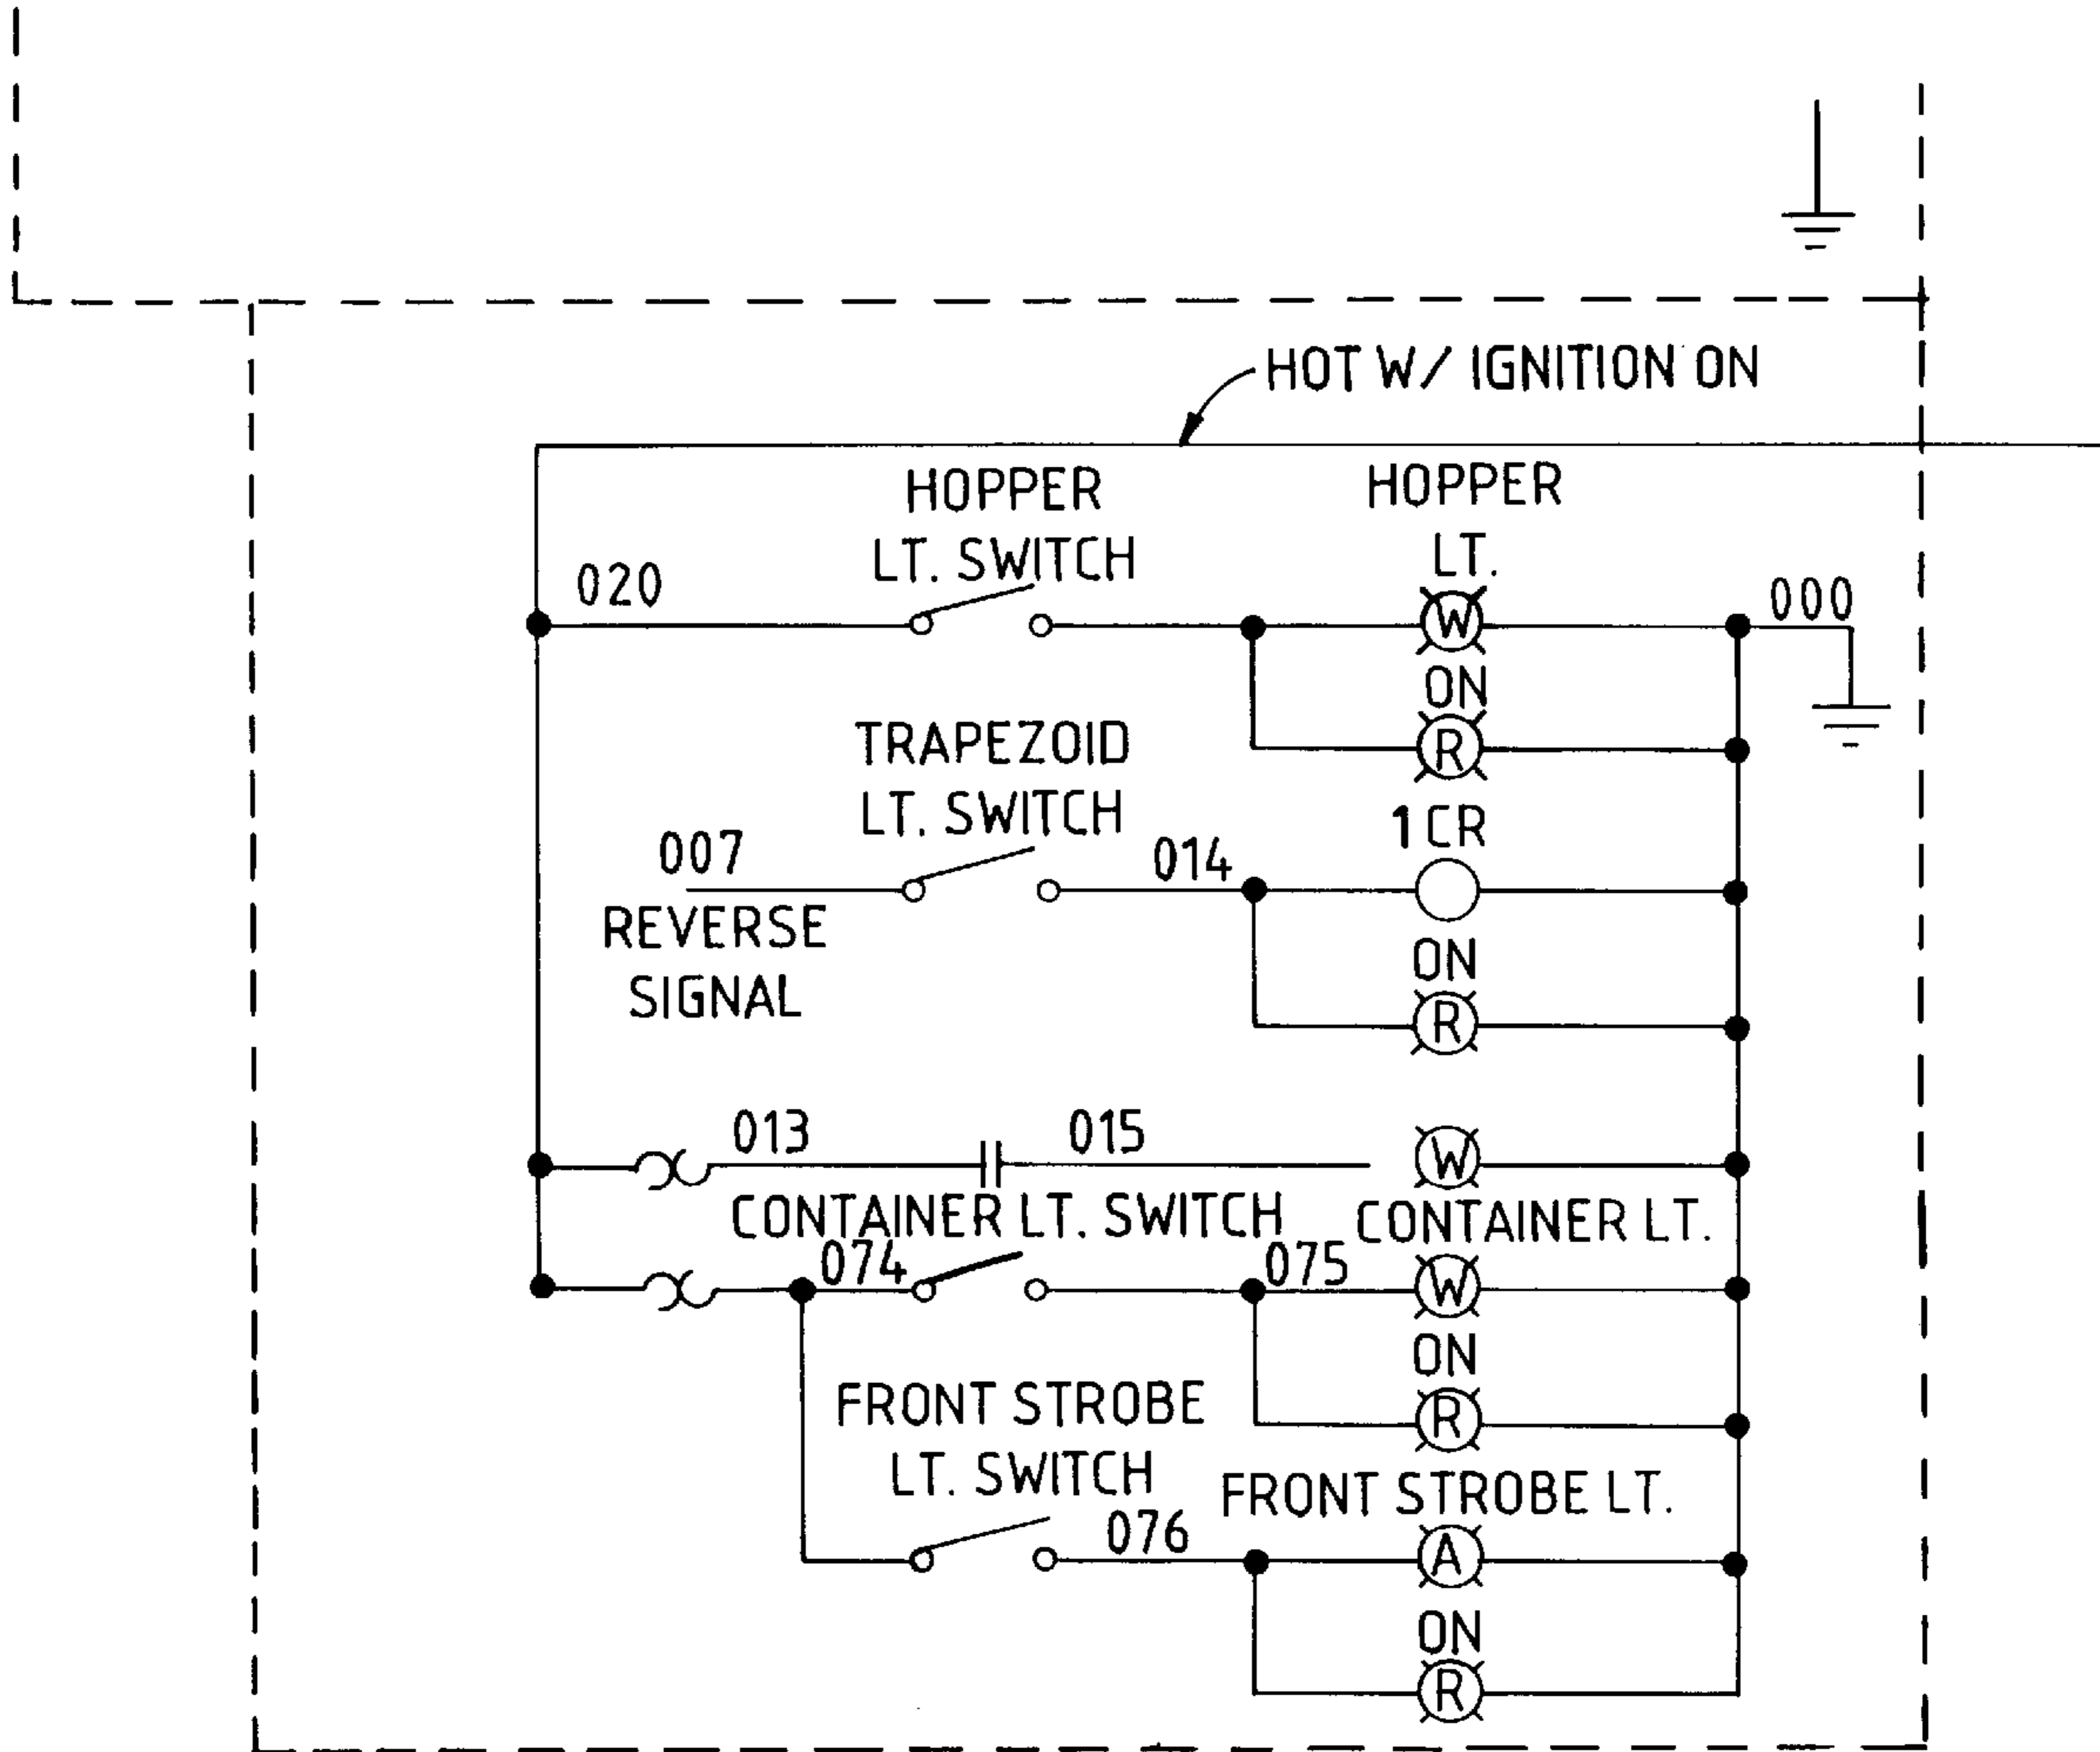 HOT W/ IGNITION ON
HOPPER
LT. SWITCH
HOPPER
LT.
020
W
000
ON
R
TRAPEZOID
LT. SWITCH
1CR
007
014
REVERSE
SIGNAL
ON
R
013
015
W
CONTAINER LT. SWITCH
CONTAINER LT.
074
075
W
ON
R
FRONT STROBE
LT. SWITCH
FRONT STROBE LT.
076
A
ON
R